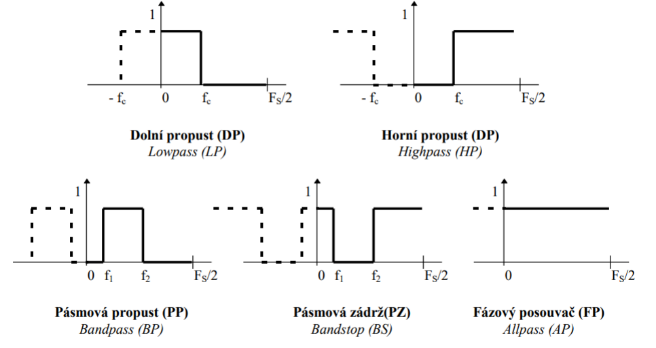 1
1
- f_c 0 f_c F_S/2
- f_c 0 f_c F_S/2
Dolní propust (DP)
Lowpass (LP)
Horní propust (DP)
Highpass (HP)
1
1
1
0 f_1 f_2 F_S/2
0 f_1 f_2 F_S/2
0 F_S/2
Pásmová propust (PP)
Bandpass (BP)
Pásmová zádrž(PZ)
Bandstop (BS)
Fázový posouvač (FP)
Allpass (AP)